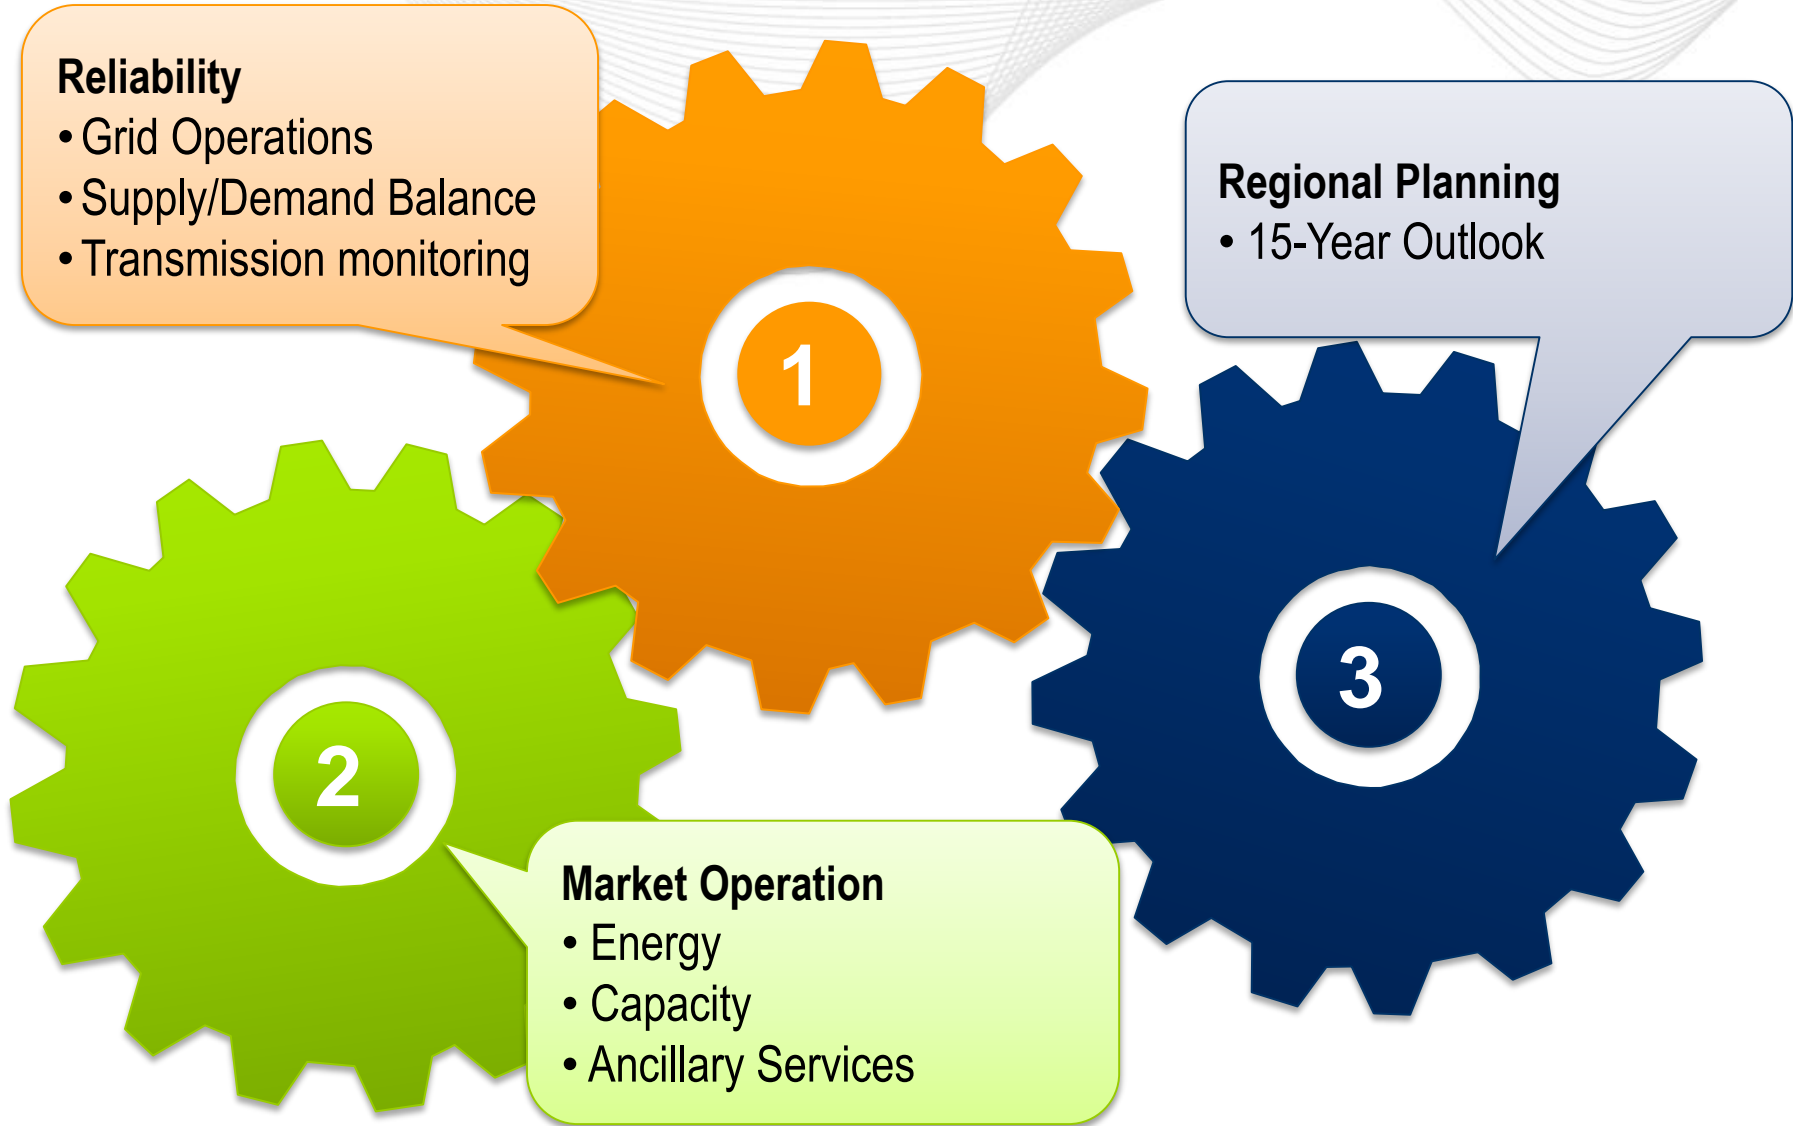 Reliability
• Grid Operations
• Supply/Demand Balance
• Transmission monitoring
1
Regional Planning
• 15-Year Outlook
3
2
Market Operation
• Energy
• Capacity
• Ancillary Services